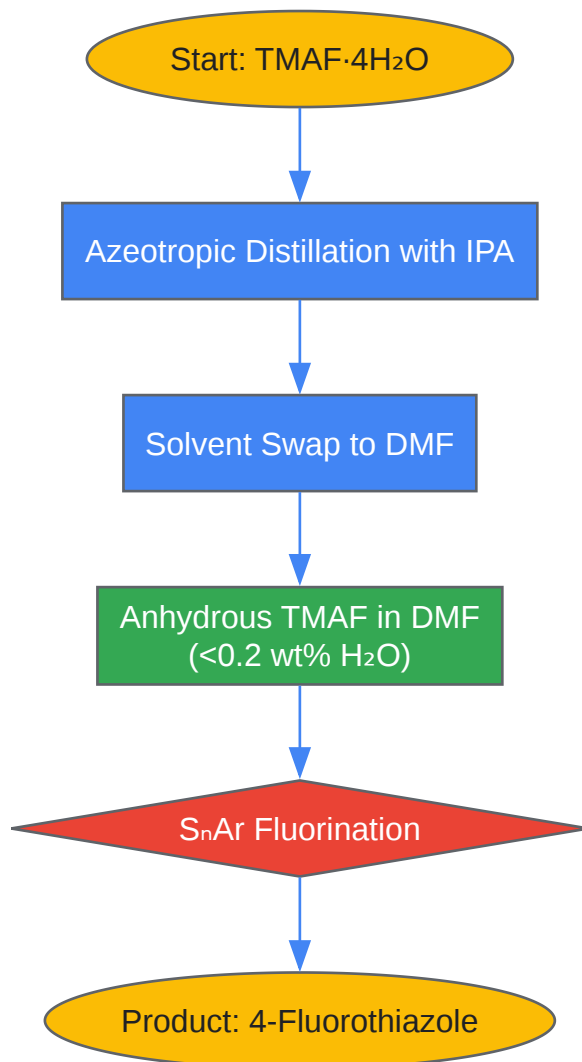 Start: TMAF·4H₂O
Azeotropic Distillation with IPA
Solvent Swap to DMF
Anhydrous TMAF in DMF
(<0.2 wt% H₂O)
SₙAr Fluorination
Product: 4-Fluorothiazole